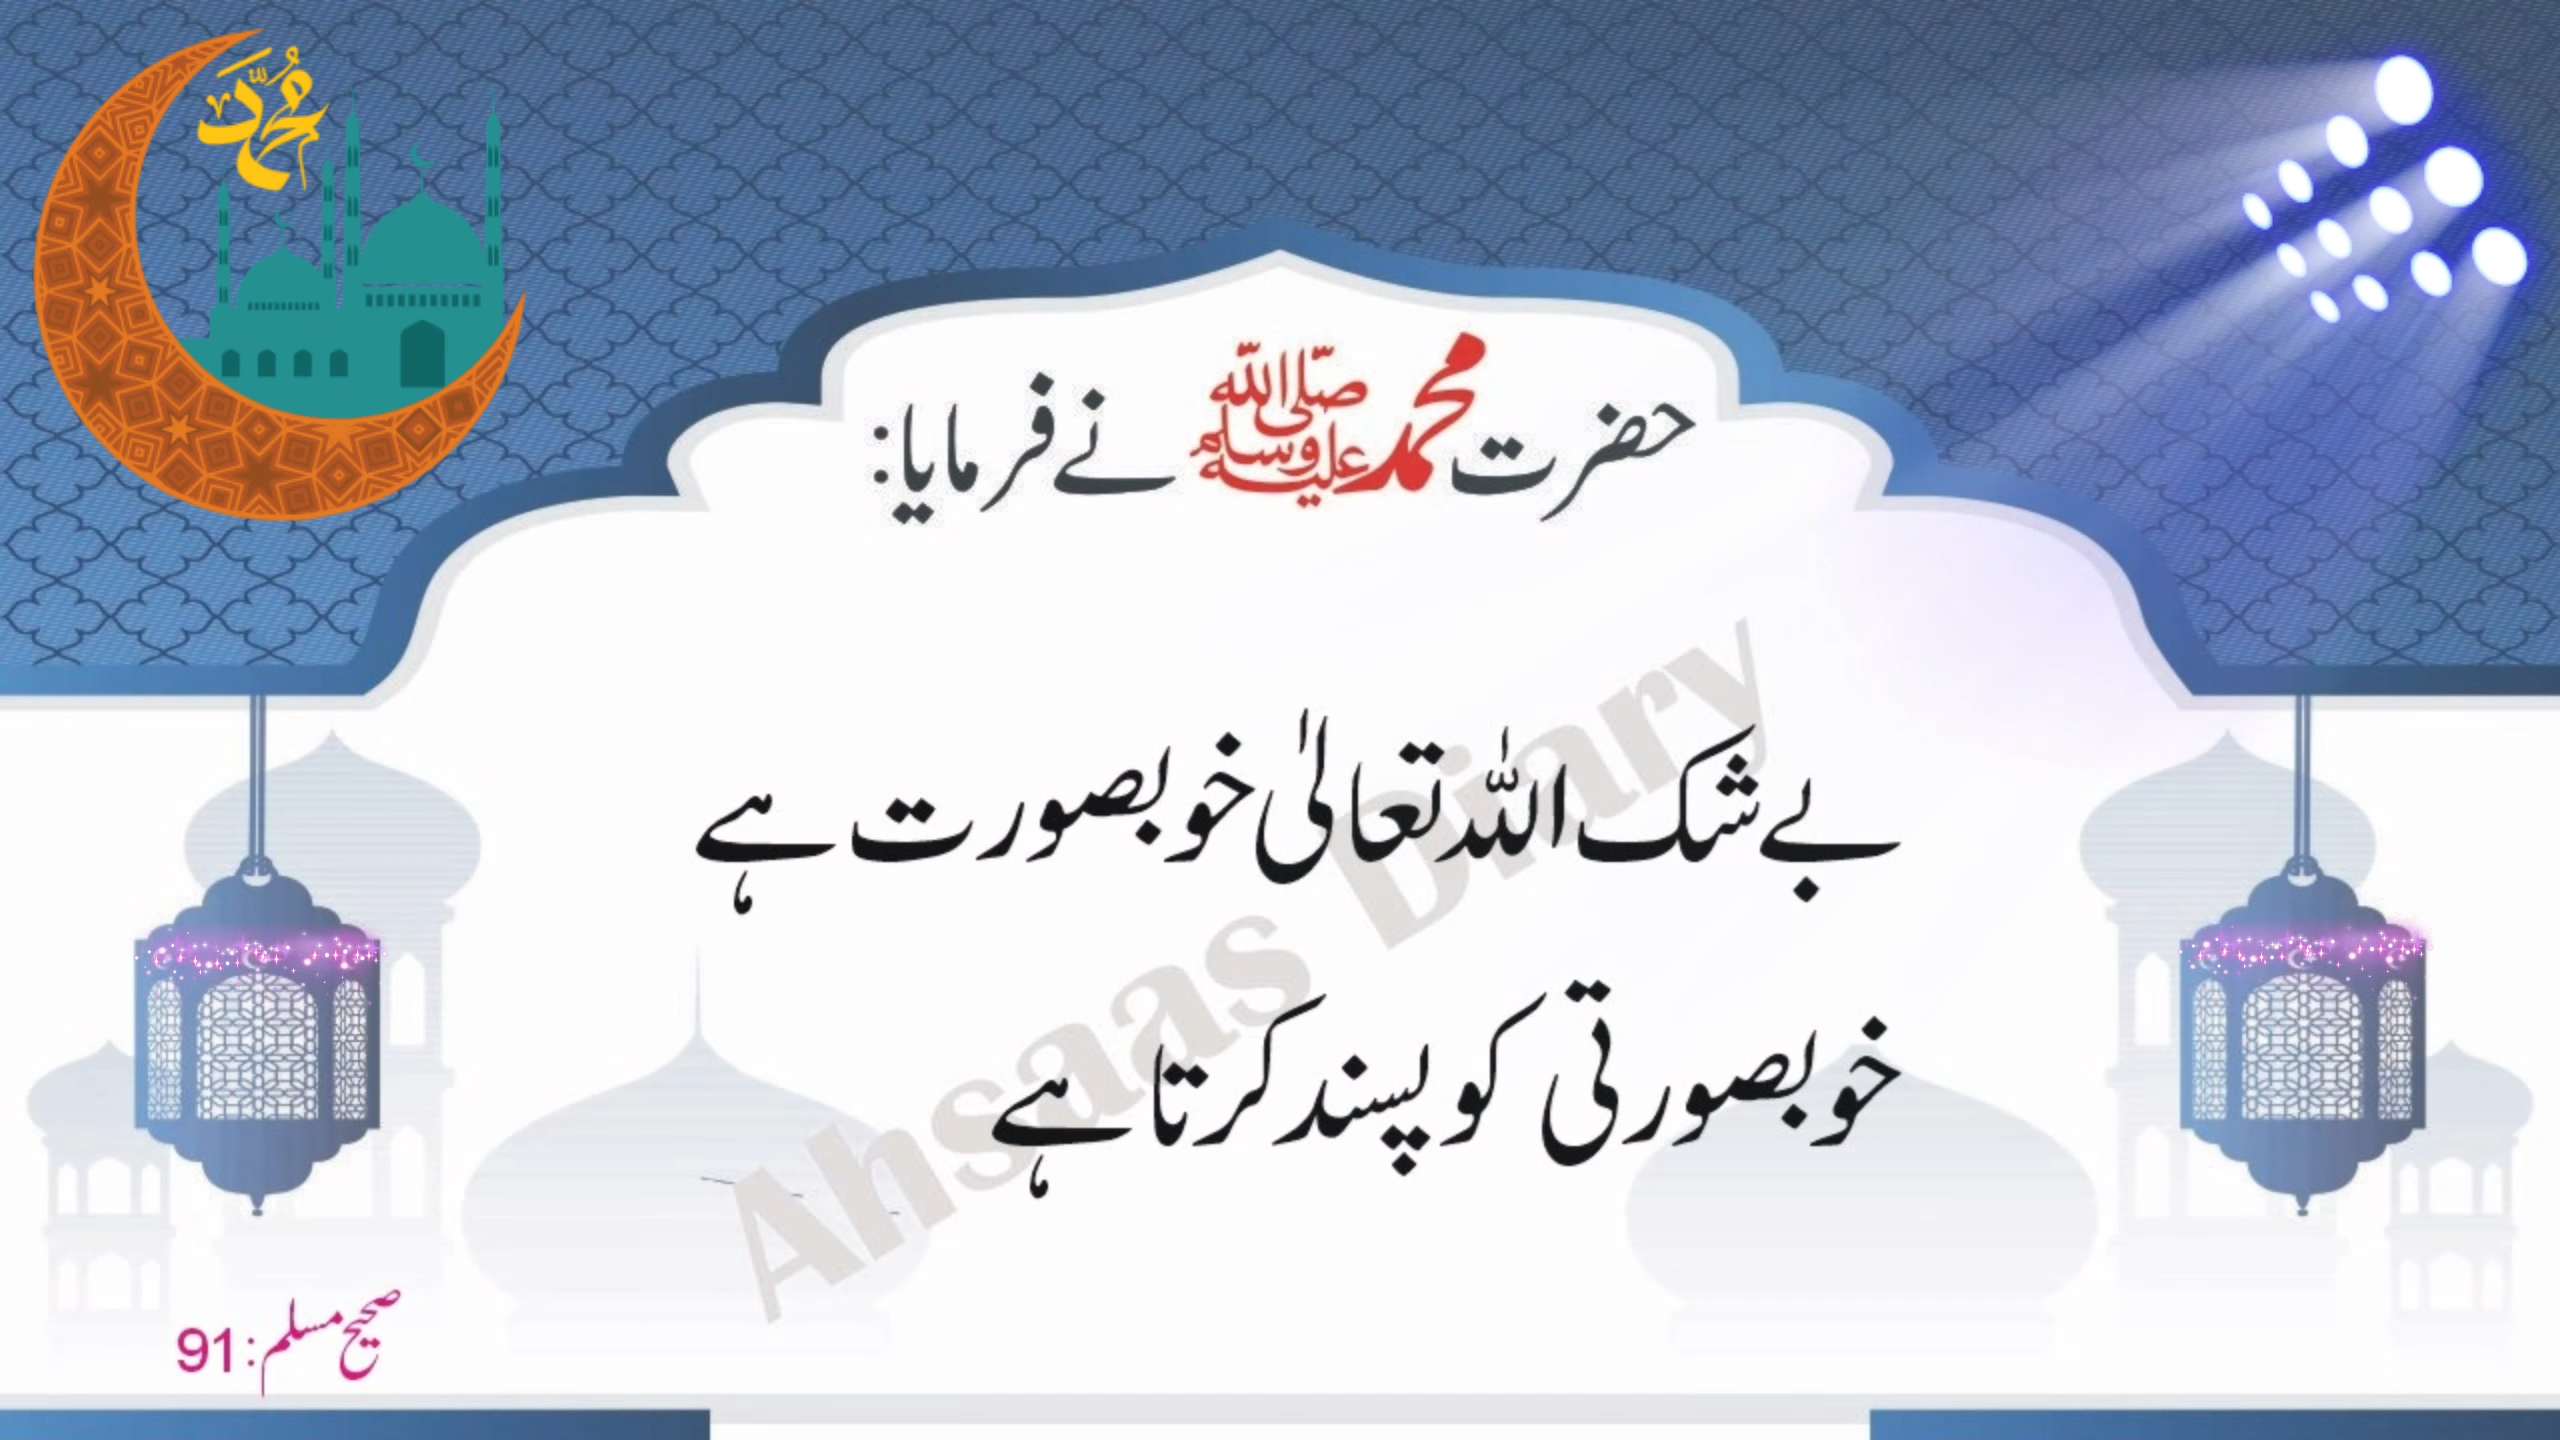 مُحَمَّد
حضرت محمد صلی اللہ علیہ وسلم نے فرمایا:
بے شک اللہ تعالیٰ خوبصورت ہے
خوبصورتی کو پسند کرتا ہے
Ahsaas Diary
صحیح مسلم: 91